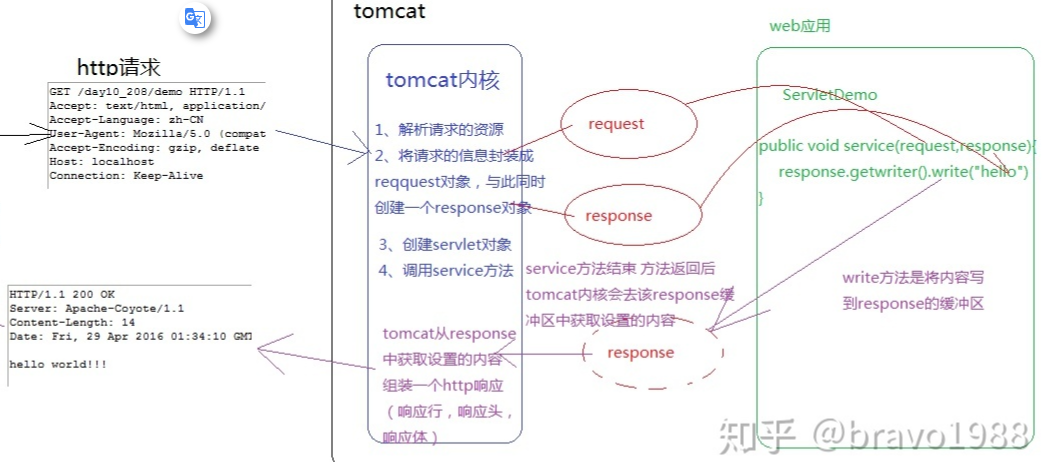 tomcat
web应用
http请求
GET /day10_208/demo HTTP/1.1
Accept: text/html, application/
Accept-Language: zh-CN
User-Agent: Mozilla/5.0 (compat
Accept-Encoding: gzip, deflate
Host: localhost
Connection: Keep-Alive
tomcat内核
1、解析请求的资源
2、将请求的信息封装成
reqquest对象，与此同时
创建一个response对象
3、创建servlet对象
4、调用service方法
request
response
ServletDemo
public void service(request,response){
response.getwriter().write("hello")
}
service方法结束 方法返回后
tomcat内核会去该response缓
冲区中获取设置的内容
write方法是将内容写
到response的缓冲区
response
tomcat从response
中获取设置的内容
组装一个http响应
（响应行，响应头，
响应体）
HTTP/1.1 200 OK
Server: Apache-Coyote/1.1
Content-Length: 14
Date: Fri, 29 Apr 2016 01:34:10 GMT
hello world!!!
知乎 @bravo1988